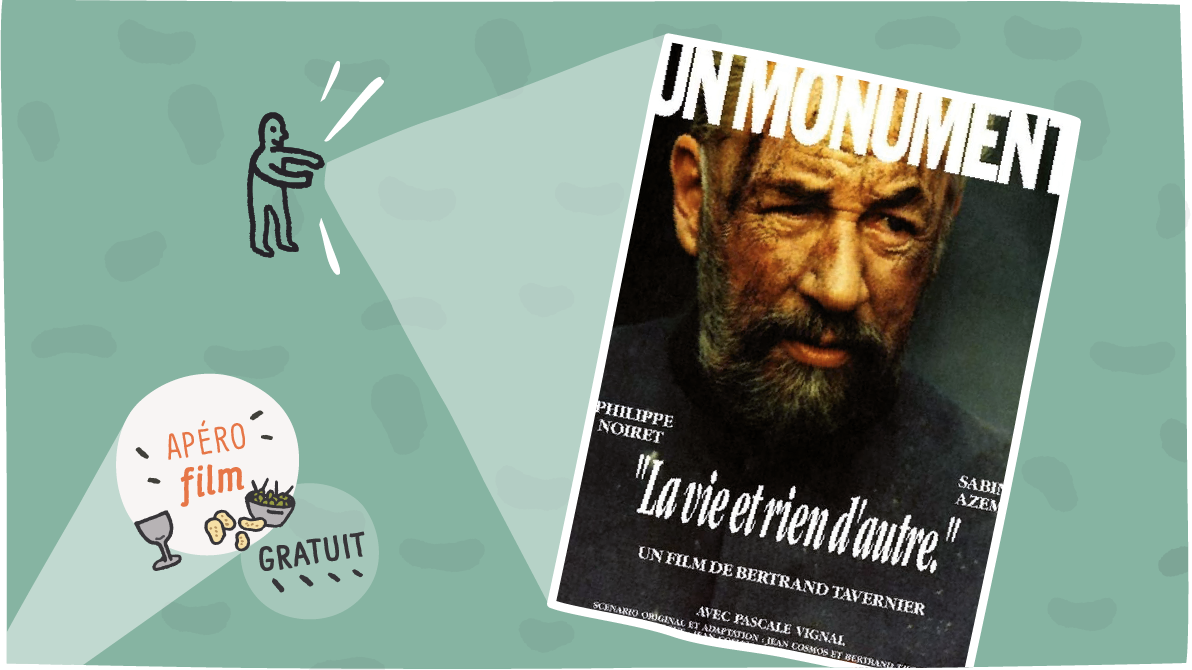 UN MONUMENT
PHILIPPE
NOIRET
SABIN
AZEM
"La vie et rien d'autre."
UN FILM DE BERTRAND TAVERNIER
AVEC PASCALE VIGNAL
SCENARIO ORIGINAL ET ADAPTATION : JEAN COSMOS ET BERTRAND
APÉRO
film
GRATUIT